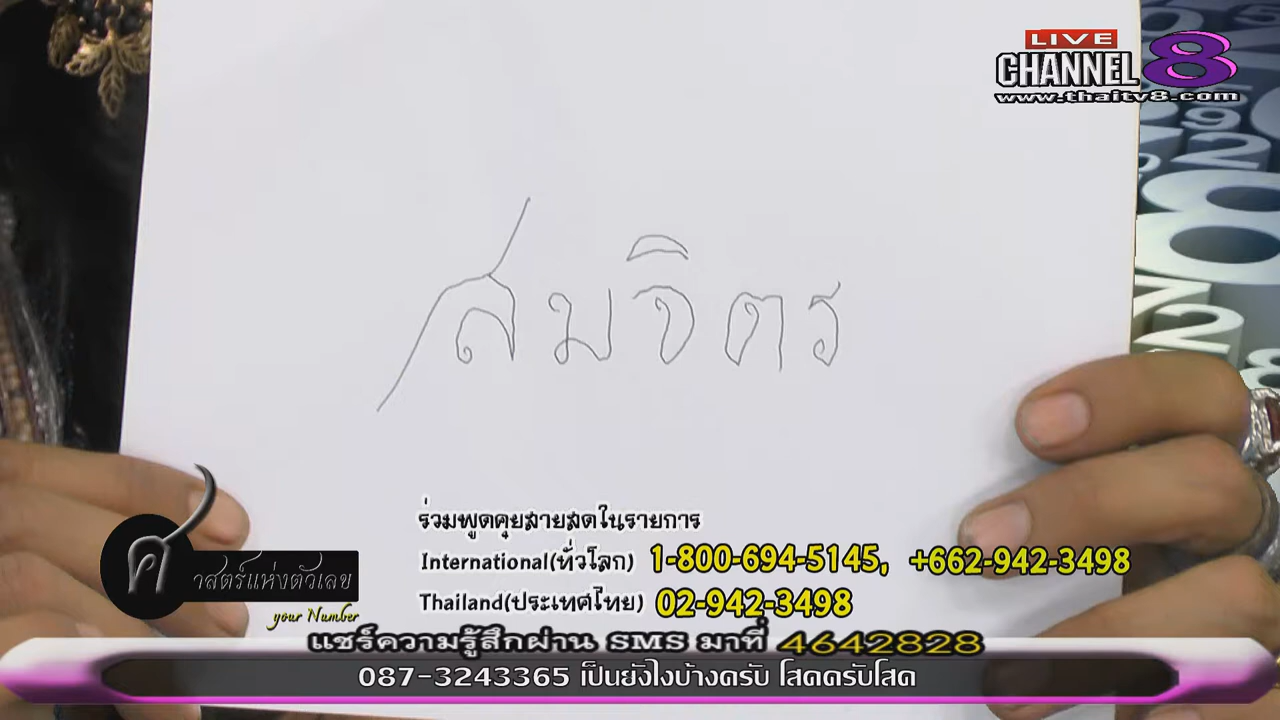 LIVE
CHANNEL 8
www.thaitv8.com
สมจิตร
ร่วมพูดคุยสายสดในรายการ
International(ทั่วโลก) 1-800-694-5145, +662-942-3498
Thailand(ประเทศไทย) 02-942-3498
ศาสตร์แห่งตัวเลข
your Number
แชร์ความรู้สึกผ่าน SMS มาที่ 4642828
087-3243365 เป็นยังไงบ้างครับ โสดครับโสด